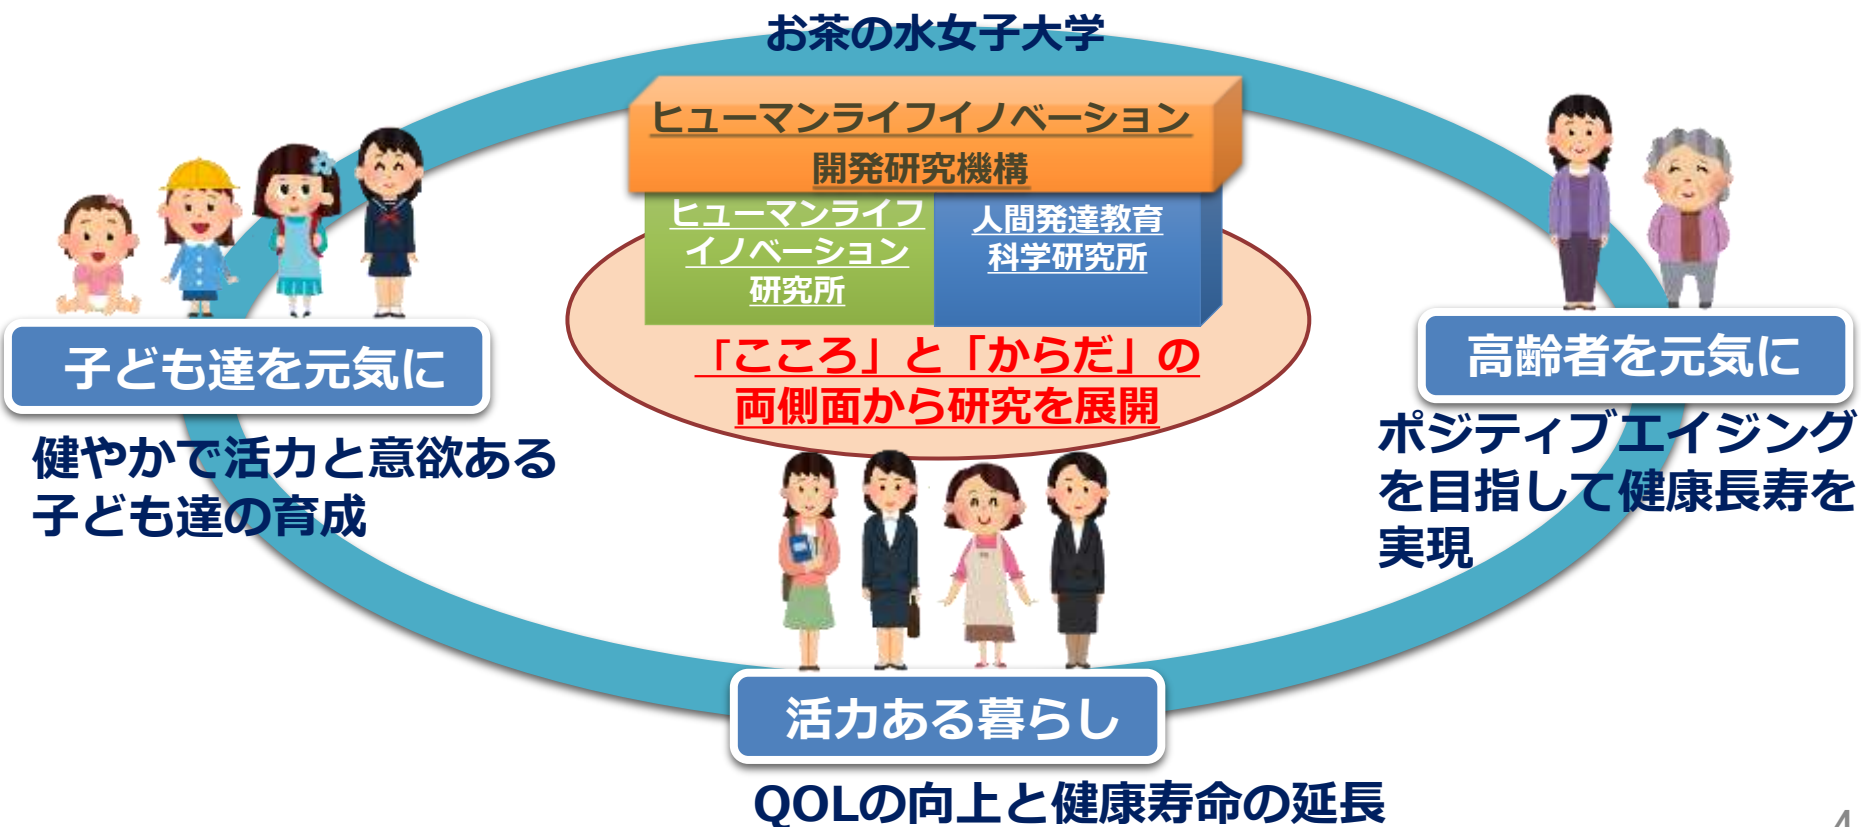 お茶の水女子大学
ヒューマンライフイノベーション
開発研究機構
ヒューマンライフ
イノベーション
研究所
人間発達教育
科学研究所
「こころ」と「からだ」の
両側面から研究を展開
子ども達を元気に
健やかで活力と意欲ある
子ども達の育成
高齢者を元気に
ポジティブエイジング
を目指して健康長寿を
実現
活力ある暮らし
QOLの向上と健康寿命の延長
4